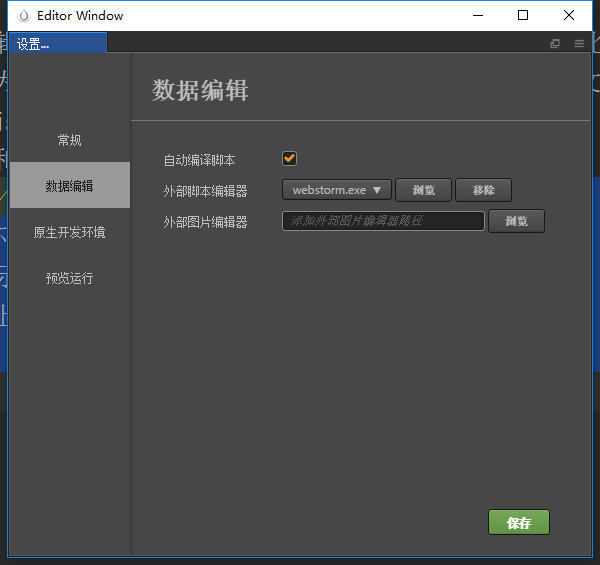 Editor Window
设置...
数据编辑
常规
数据编辑
原生开发环境
预览运行
自动编译脚本
外部脚本编辑器 webstorm.exe 浏览 移除
外部图片编辑器 添加外部图片编辑器路径 浏览
保存